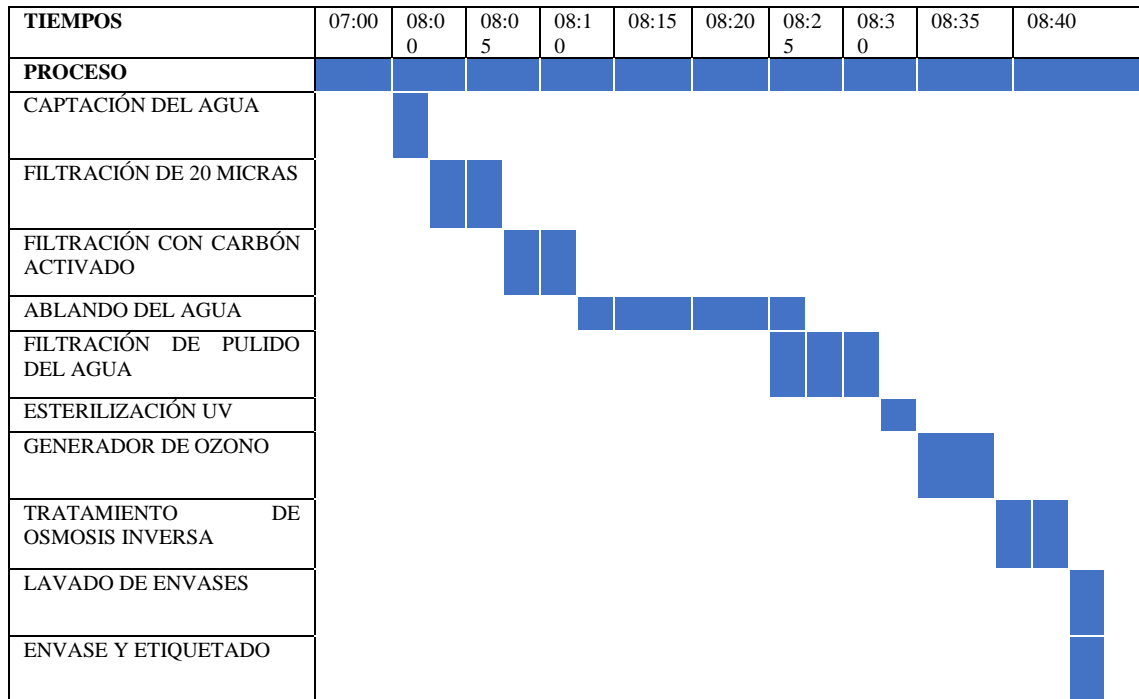 TIEMPOS 07:00 08:0 08:0 08:1 08:15 08:20 08:2 08:3 08:35 08:40
0 5 0 5 0
PROCESO
CAPTACIÓN DEL AGUA
FILTRACIÓN DE 20 MICRAS
FILTRACIÓN CON CARBÓN
ACTIVADO
ABLANDO DEL AGUA
FILTRACIÓN DE PULIDO
DEL AGUA
ESTERILIZACIÓN UV
GENERADOR DE OZONO
TRATAMIENTO DE
OSMOSIS INVERSA
LAVADO DE ENVASES
ENVASE Y ETIQUETADO